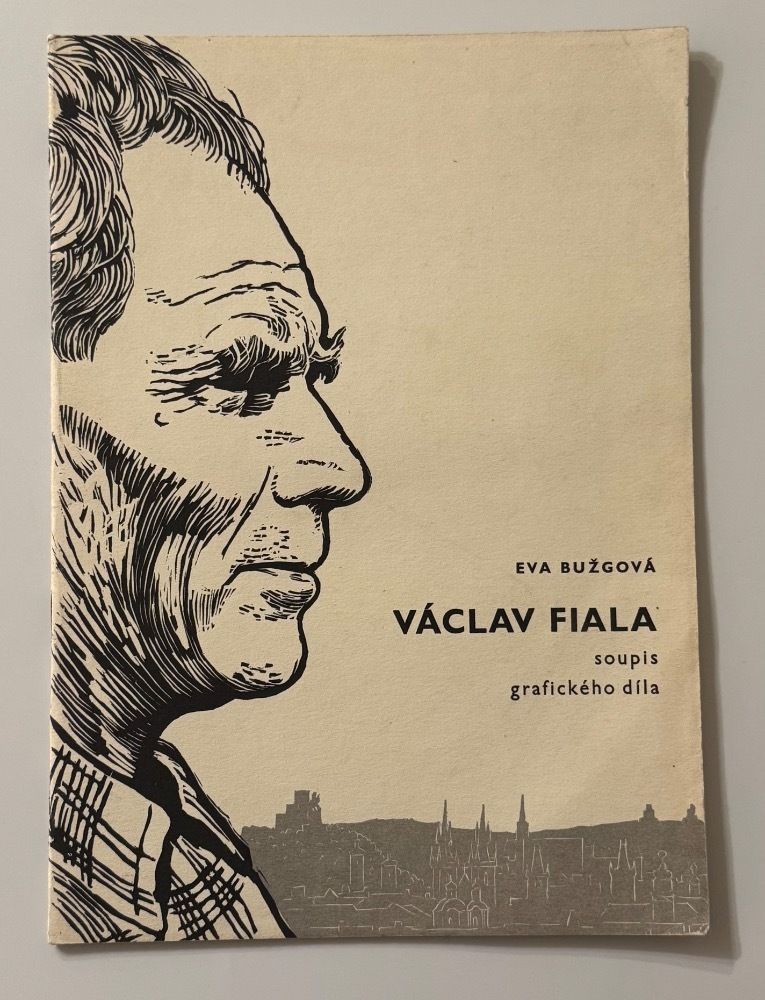 EVA BUŽGOVÁ
VÁCLAV FIALA
soupis
grafického díla